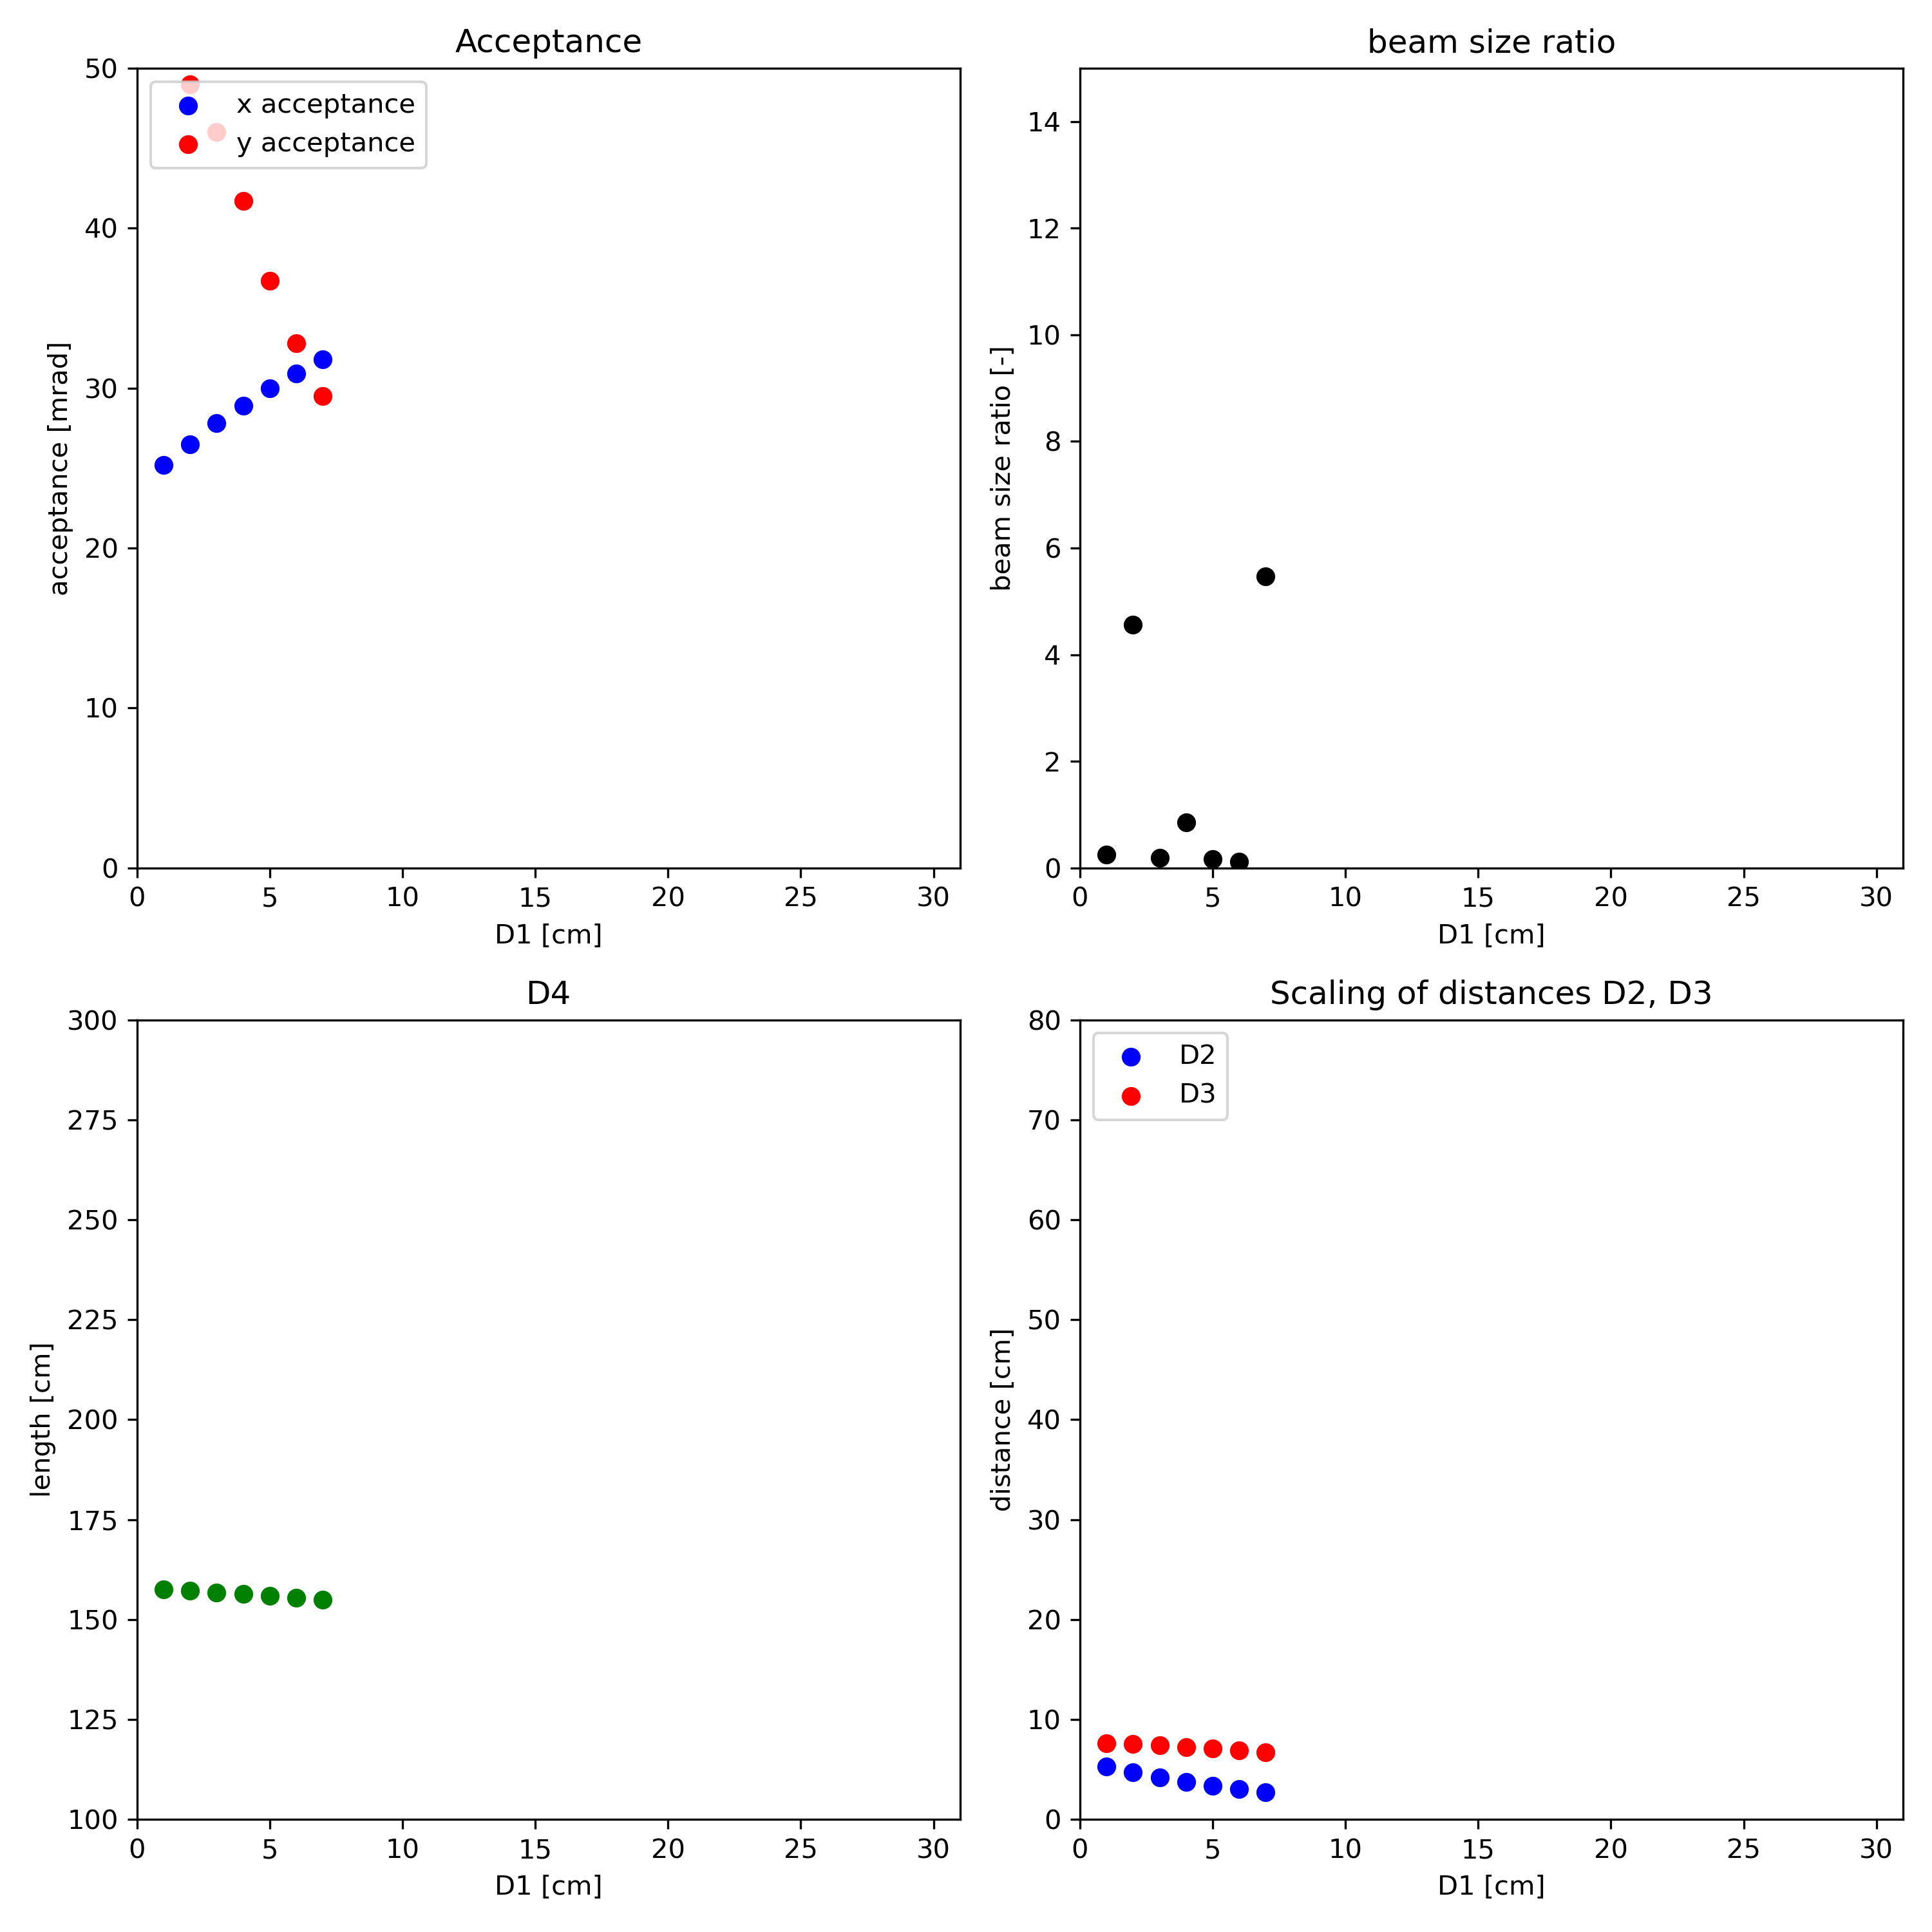 Acceptance
50
40
30
20
10
0
acceptance [mrad]
x acceptance
y acceptance
0 5 10 15 20 25 30
D1 [cm]
beam size ratio
14
12
10
8
6
4
2
0
beam size ratio [-]
0 5 10 15 20 25 30
D1 [cm]
D4
300
275
250
225
200
175
150
125
100
length [cm]
0 5 10 15 20 25 30
D1 [cm]
Scaling of distances D2, D3
80
70
60
50
40
30
20
10
0
distance [cm]
D2
D3
0 5 10 15 20 25 30
D1 [cm]